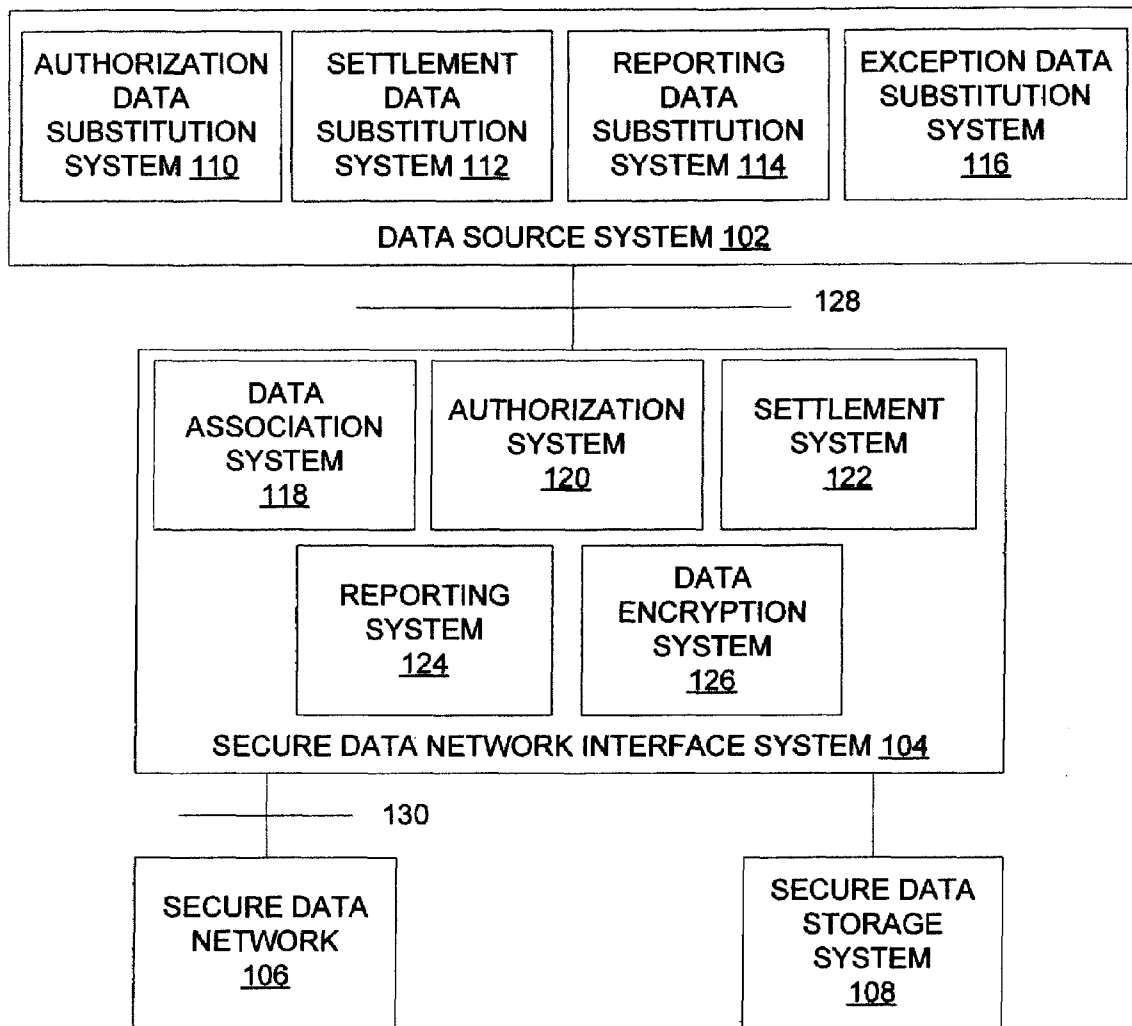 AUTHORIZATION
DATA
SUBSTITUTION
SYSTEM 110
SETTLEMENT
DATA
SUBSTITUTION
SYSTEM 112
REPORTING
DATA
SUBSTITUTION
SYSTEM 114
EXCEPTION DATA
SUBSTITUTION
SYSTEM
116
DATA SOURCE SYSTEM 102
128
DATA
ASSOCIATION
SYSTEM
118
AUTHORIZATION
SYSTEM
120
SETTLEMENT
SYSTEM
122
REPORTING
SYSTEM
124
DATA
ENCRYPTION
SYSTEM
126
SECURE DATA NETWORK INTERFACE SYSTEM 104
130
SECURE DATA
NETWORK
106
SECURE DATA
STORAGE
SYSTEM
108